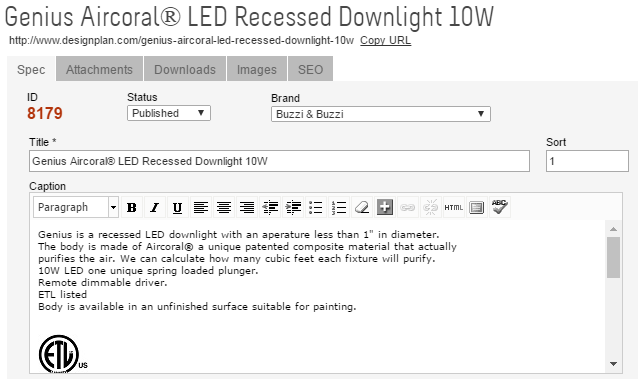 Genius Aircoral® LED Recessed Downlight 10W
http://www.designplan.com/genius-aircoral-led-recessed-downlight-10w Copy URL
Spec Attachments Downloads Images SEO
ID Status Brand
8179 Published Buzzi & Buzzi
Title * Sort
Genius Aircoral® LED Recessed Downlight 10W 1
Caption
Paragraph B I U HTML ABC
Genius is a recessed LED downlight with an aperature less than 1" in diameter.
The body is made of Aircoral® a unique patented composite material that actually
purifies the air. We can calculate how many cubic feet each fixture will purify.
10W LED one unique spring loaded plunger.
Remote dimmable driver.
ETL listed
Body is available in an unfinished surface suitable for painting.
ETL US